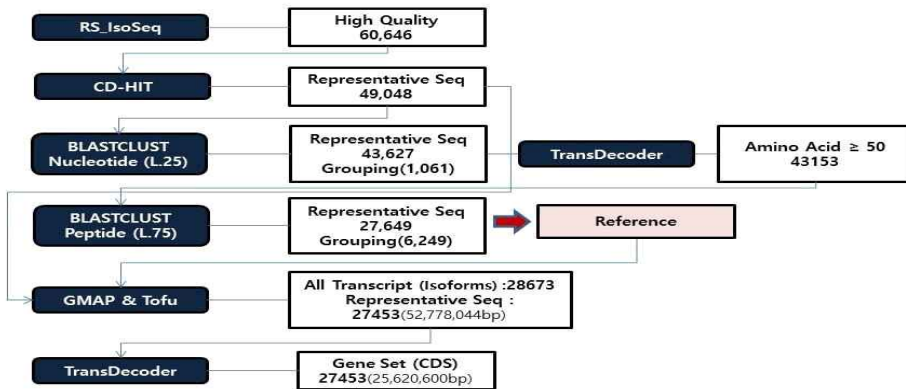 RS_IsoSeq
High Quality
60,646
CD-HIT
Representative Seq
49,048
BLASTCLUST
Nucleotide (L.25)
Representative Seq
43,627
Grouping(1,061)
TransDecoder
Amino Acid ≥ 50
43153
BLASTCLUST
Peptide (L.75)
Representative Seq
27,649
Grouping(6,249)
Reference
GMAP & Tofu
All Transcript (Isoforms) :28673
Representative Seq :
27453(52,778,044bp)
TransDecoder
Gene Set (CDS)
27453(25,620,600bp)